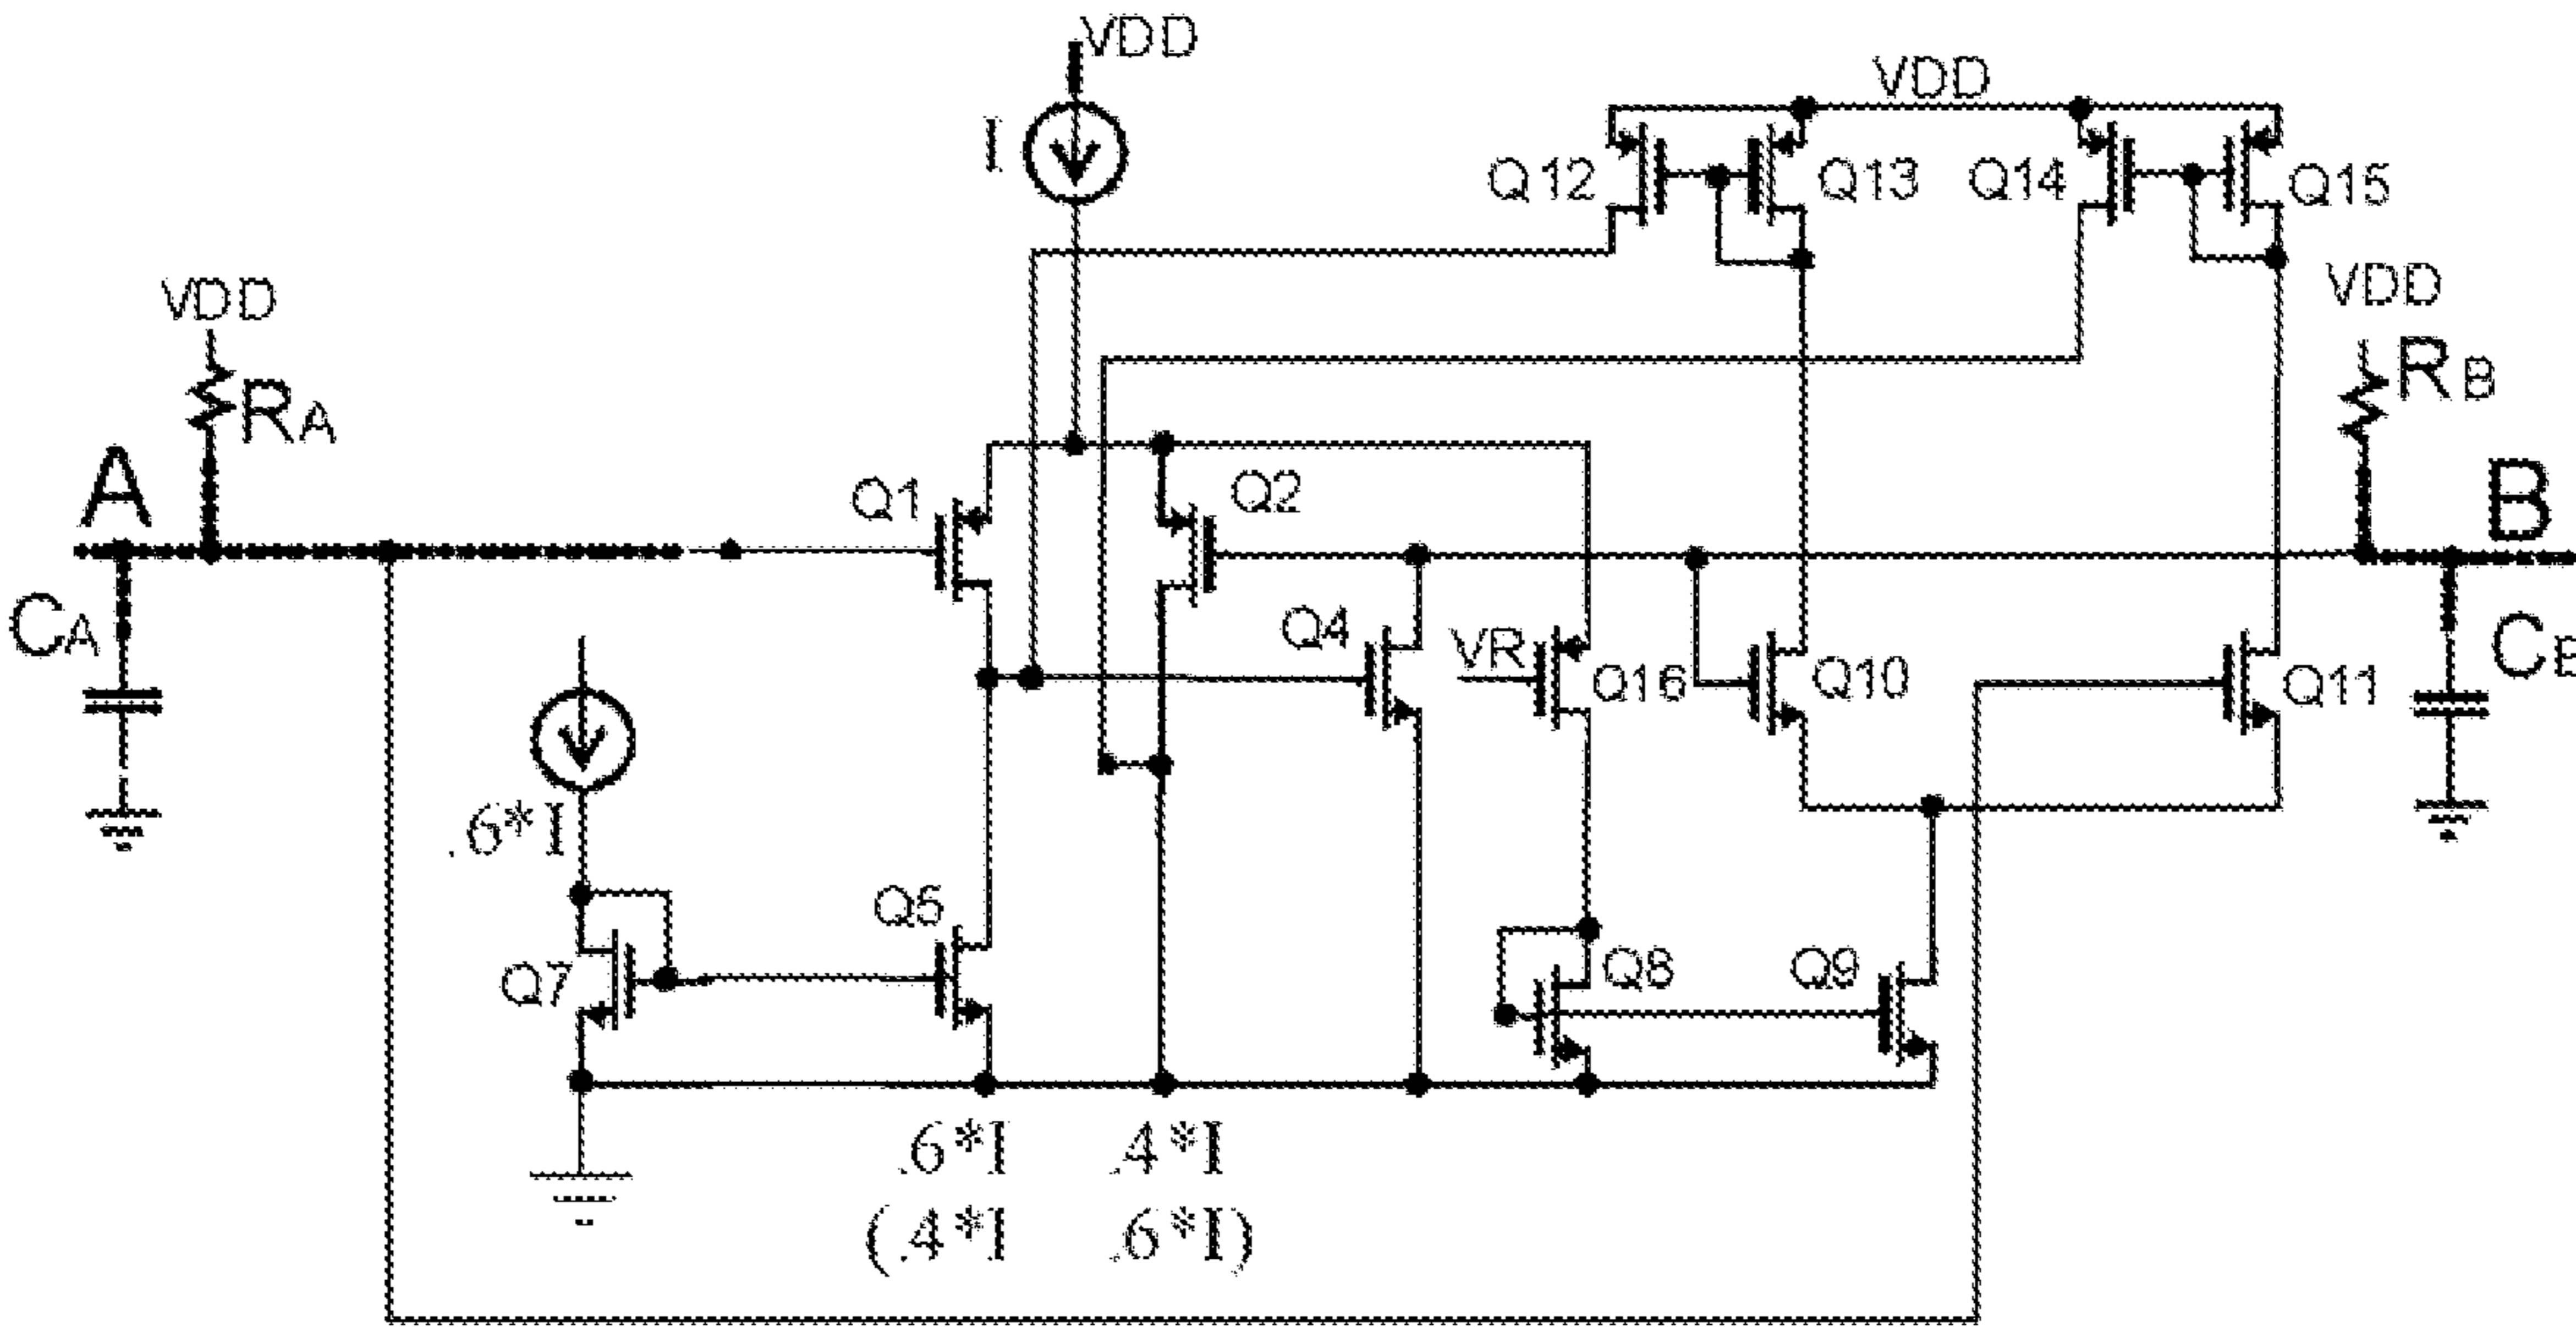 VDD
VDD
I
Q12
Q13
Q14
Q15
VDD
RA
VDD
RB
A
Q1
Q2
B
CA
Q4
VR
Q16
Q10
Q11
CB
.6*I
Q5
Q7
Q8
Q9
.6*I .4*I
(.4*I .6*I)